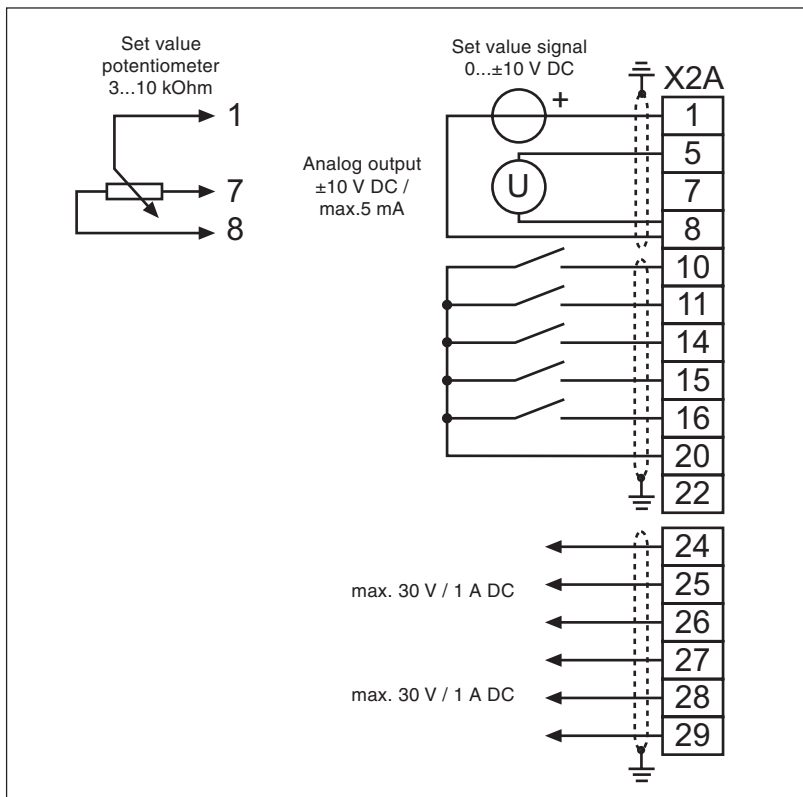 Set value
potentiometer
3...10 kOhm
1
7
8
Set value signal
0...±10 V DC
+
Analog output
±10 V DC /
max.5 mA
U
X2A
1
5
7
8
10
11
14
15
16
20
22
max. 30 V / 1 A DC
max. 30 V / 1 A DC
24
25
26
27
28
29